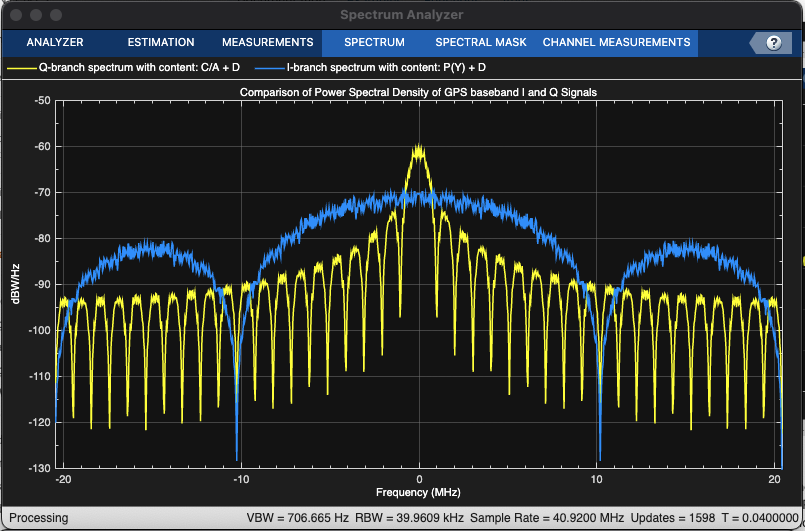 Spectrum Analyzer
ANALYZER ESTIMATION MEASUREMENTS SPECTRUM SPECTRAL MASK CHANNEL MEASUREMENTS ?
Q-branch spectrum with content: C/A + D I-branch spectrum with content: P(Y) + D
Comparison of Power Spectral Density of GPS baseband I and Q Signals
-50
-60
-70
-80
-90
-100
-110
-120
-130
dBW/Hz
-20 -10 0 10 20
Frequency (MHz)
Processing VBW = 706.665 Hz RBW = 39.9609 kHz Sample Rate = 40.9200 MHz Updates = 1598 T = 0.0400000